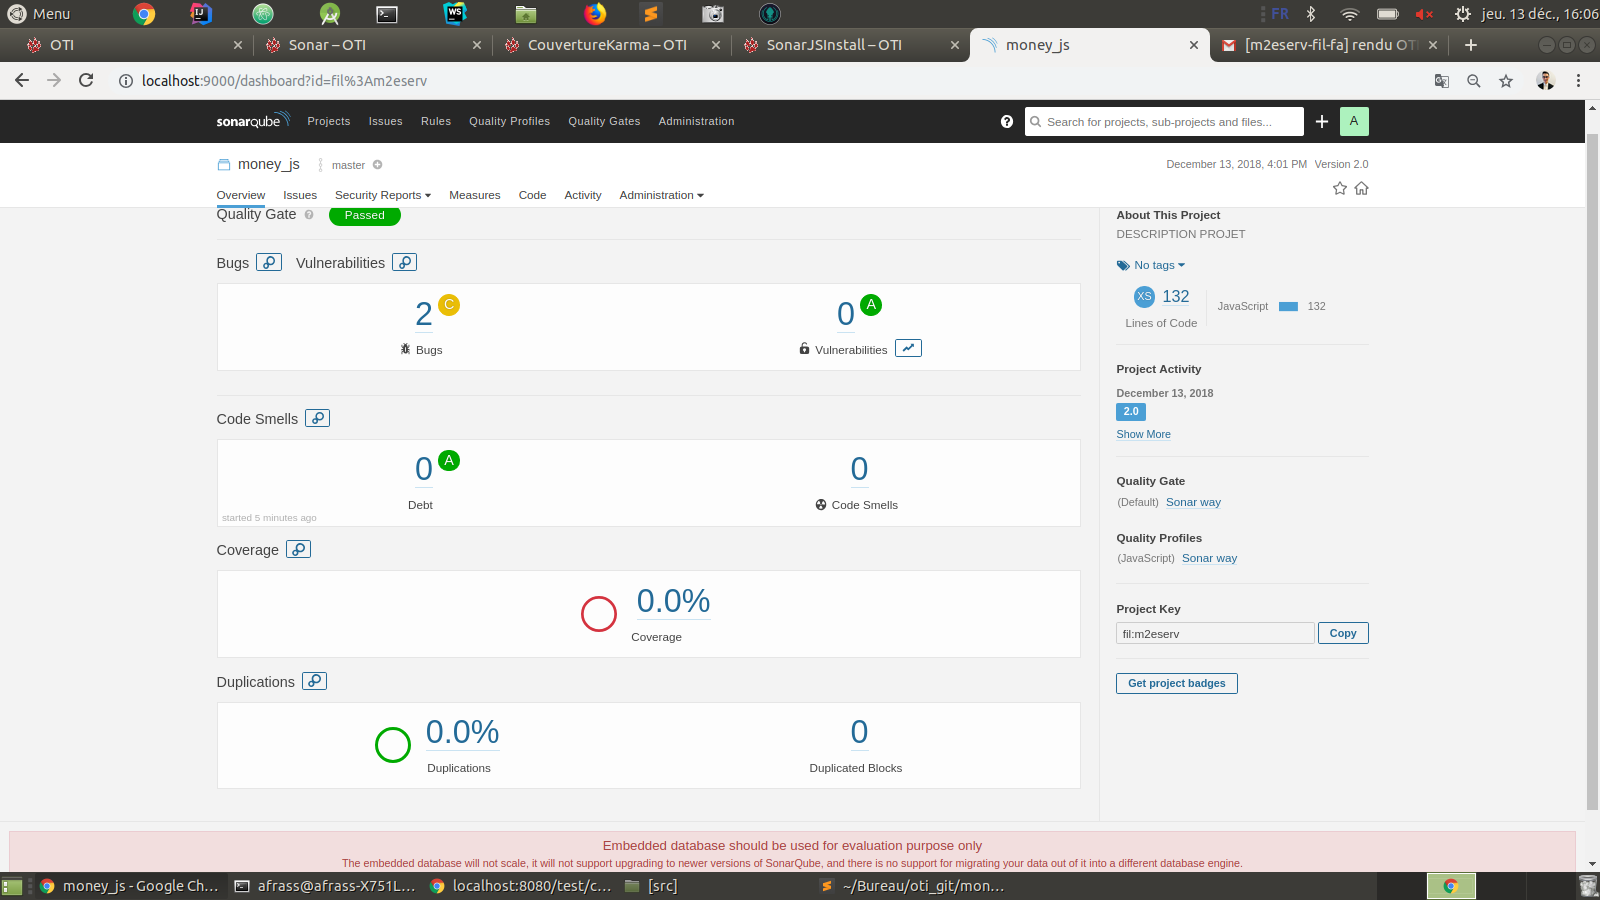 Menu
FR
jeu. 13 déc., 16:06
OTI
Sonar – OTI
CouvertureKarma – OTI
SonarJSInstall – OTI
money_js
[m2eserv-fil-fa] rendu OTI
localhost:9000/dashboard?id=fil%3Am2eserv
sonarqube Projects Issues Rules Quality Profiles Quality Gates Administration
Search for projects, sub-projects and files...
A
money_js master
December 13, 2018, 4:01 PM Version 2.0
Overview Issues Security Reports Measures Code Activity Administration
Quality Gate Passed
Bugs Vulnerabilities
2 C
Bugs
0 A
Vulnerabilities
Code Smells
0 A
Debt
0
Code Smells
started 5 minutes ago
Coverage
0.0%
Coverage
Duplications
0.0%
Duplications
0
Duplicated Blocks
About This Project
DESCRIPTION PROJET
No tags
XS 132
Lines of Code
JavaScript 132
Project Activity
December 13, 2018
2.0
Show More
Quality Gate
(Default) Sonar way
Quality Profiles
(JavaScript) Sonar way
Project Key
fil:m2eserv Copy
Get project badges
Embedded database should be used for evaluation purpose only
The embedded database will not scale, it will not support upgrading to newer versions of SonarQube, and there is no support for migrating your data out of it into a different database engine.
money_js - Google Ch...
afrass@afrass-X751L...
localhost:8080/test/c...
[src]
~/Bureau/oti_git/mon...